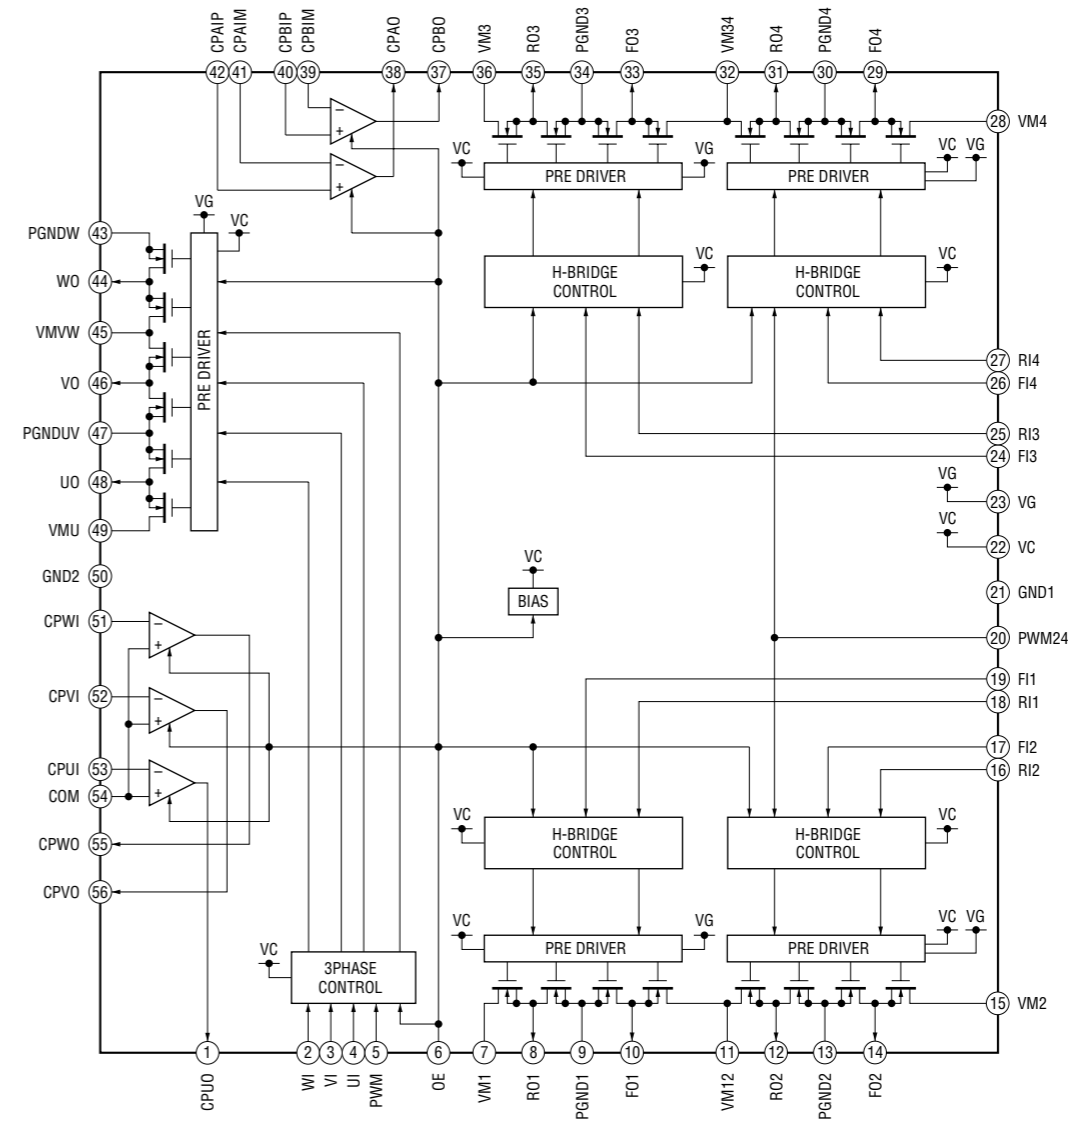 CPAIP
CPAIM
CPBIP
CPBIM
CPAO
CPBO
VM3
RO3
PGND3
FO3
VM34
RO4
PGND4
FO4
42
41
40
39
38
37
36
35
34
33
32
31
30
29
−
+
−
+
28 VM4
VC
PRE DRIVER
VG
PRE DRIVER
VC
VG
VG
VC
PGNDW 43
WO 44
VMVW 45
VO 46
PGNDUV 47
UO 48
VMU 49
PRE DRIVER
H-BRIDGE
CONTROL
VC
H-BRIDGE
CONTROL
VC
27 RI4
26 FI4
25 RI3
24 FI3
VG
23 VG
VC
22 VC
GND2 50
VC
BIAS
21 GND1
CPWI 51
−
+
20 PWM24
19 FI1
18 RI1
CPVI 52
−
+
17 FI2
16 RI2
CPUI 53
COM 54
−
+
CPWO 55
CPVO 56
VC
H-BRIDGE
CONTROL
H-BRIDGE
CONTROL
VC
VC
PRE DRIVER
VG
PRE DRIVER
VC
VG
VC
3PHASE
CONTROL
15 VM2
1
2
3
4
5
6
7
8
9
10
11
12
13
14
CPUO
WI
VI
UI
PWM
OE
VM1
RO1
PGND1
FO1
VM12
RO2
PGND2
FO2